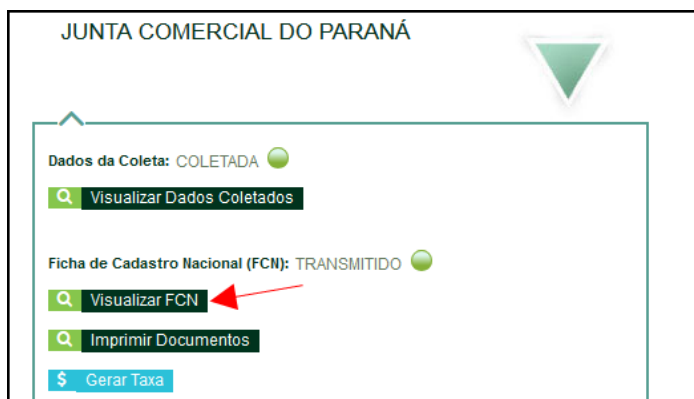 JUNTA COMERCIAL DO PARANÁ
Dados da Coleta: COLETADA
Visualizar Dados Coletados
Ficha de Cadastro Nacional (FCN): TRANSMITIDO
Visualizar FCN
Imprimir Documentos
$ Gerar Taxa